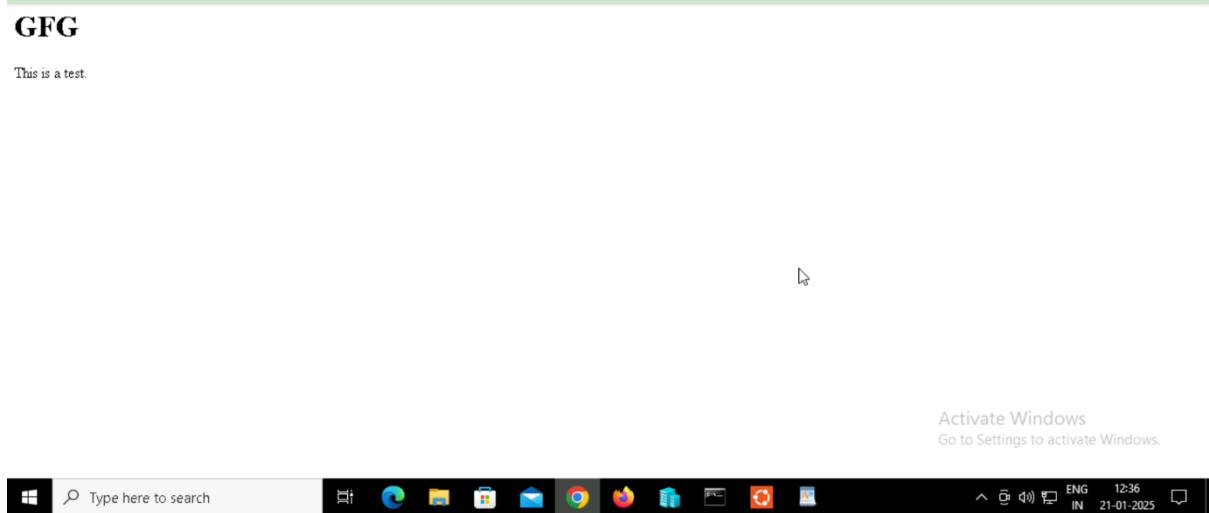 GFG
This is a test.
Activate Windows
Go to Settings to activate Windows.
Type here to search
ENG
IN
12:36
21-01-2025